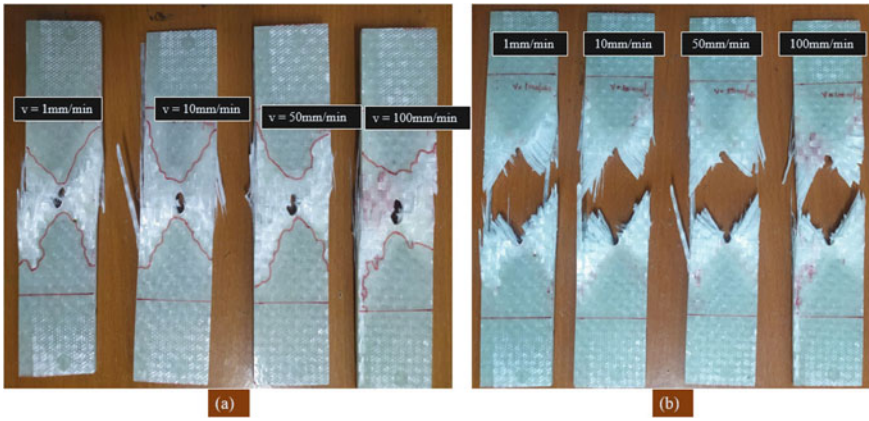 v = 1mm/min
v = 10mm/min
v = 50mm/min
v = 100mm/min
(a)
1mm/min
10mm/min
50mm/min
100mm/min
(b)